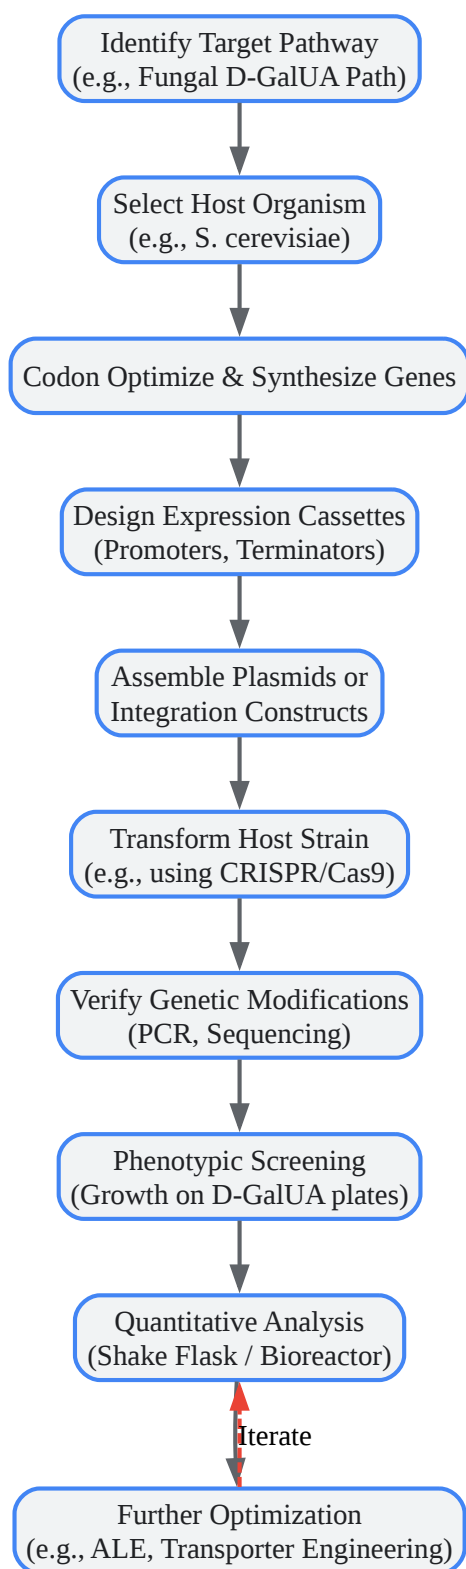 Identify Target Pathway
(e.g., Fungal D-GalUA Path)
Select Host Organism
(e.g., S. cerevisiae)
Codon Optimize & Synthesize Genes
Design Expression Cassettes
(Promoters, Terminators)
Assemble Plasmids or
Integration Constructs
Transform Host Strain
(e.g., using CRISPR/Cas9)
Verify Genetic Modifications
(PCR, Sequencing)
Phenotypic Screening
(Growth on D-GalUA plates)
Quantitative Analysis
(Shake Flask / Bioreactor)
Iterate
Further Optimization
(e.g., ALE, Transporter Engineering)